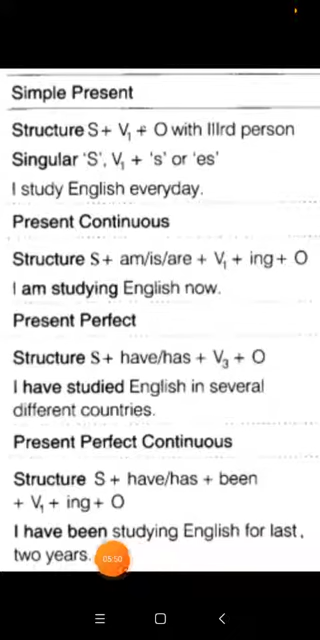 Simple Present
Structure S+ V₁ + O with IIIrd person
Singular 'S', V₁ + 's' or 'es'
I study English everyday.
Present Continuous
Structure S+ am/is/are + V₁ + ing+ O
I am studying English now.
Present Perfect
Structure S+ have/has + V₃ + O
I have studied English in several
different countries.
Present Perfect Continuous
Structure S + have/has + been
+ V₁ + ing+ O
I have been studying English for last,
two years.
05:50